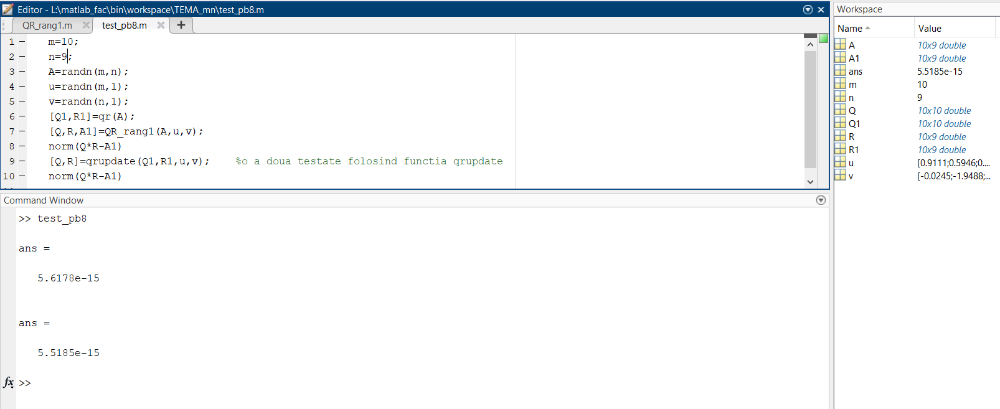 Editor - L:\matlab_fac\bin\workspace\TEMA_mn\test_pb8.m
QR_rang1.m test_pb8.m +
1 - m=10;
2 - n=9;
3 - A=randn(m,n);
4 - u=randn(m,1);
5 - v=randn(n,1);
6 - [Q1,R1]=qr(A);
7 - [Q,R,A1]=QR_rang1(A,u,v);
8 - norm(Q*R-A1)
9 - [Q,R]=qrupdate(Q1,R1,u,v); %o a doua testate folosind functia qrupdate
10 - norm(Q*R-A1)
Command Window
>> test_pb8
ans =
5.6178e-15
ans =
5.5185e-15
fx >>
Workspace
Name Value
A 10x9 double
A1 10x9 double
ans 5.5185e-15
m 10
n 9
Q 10x10 double
Q1 10x10 double
R 10x9 double
R1 10x9 double
u [0.9111;0.5946;0....
v [-0.0245;-1.9488;...